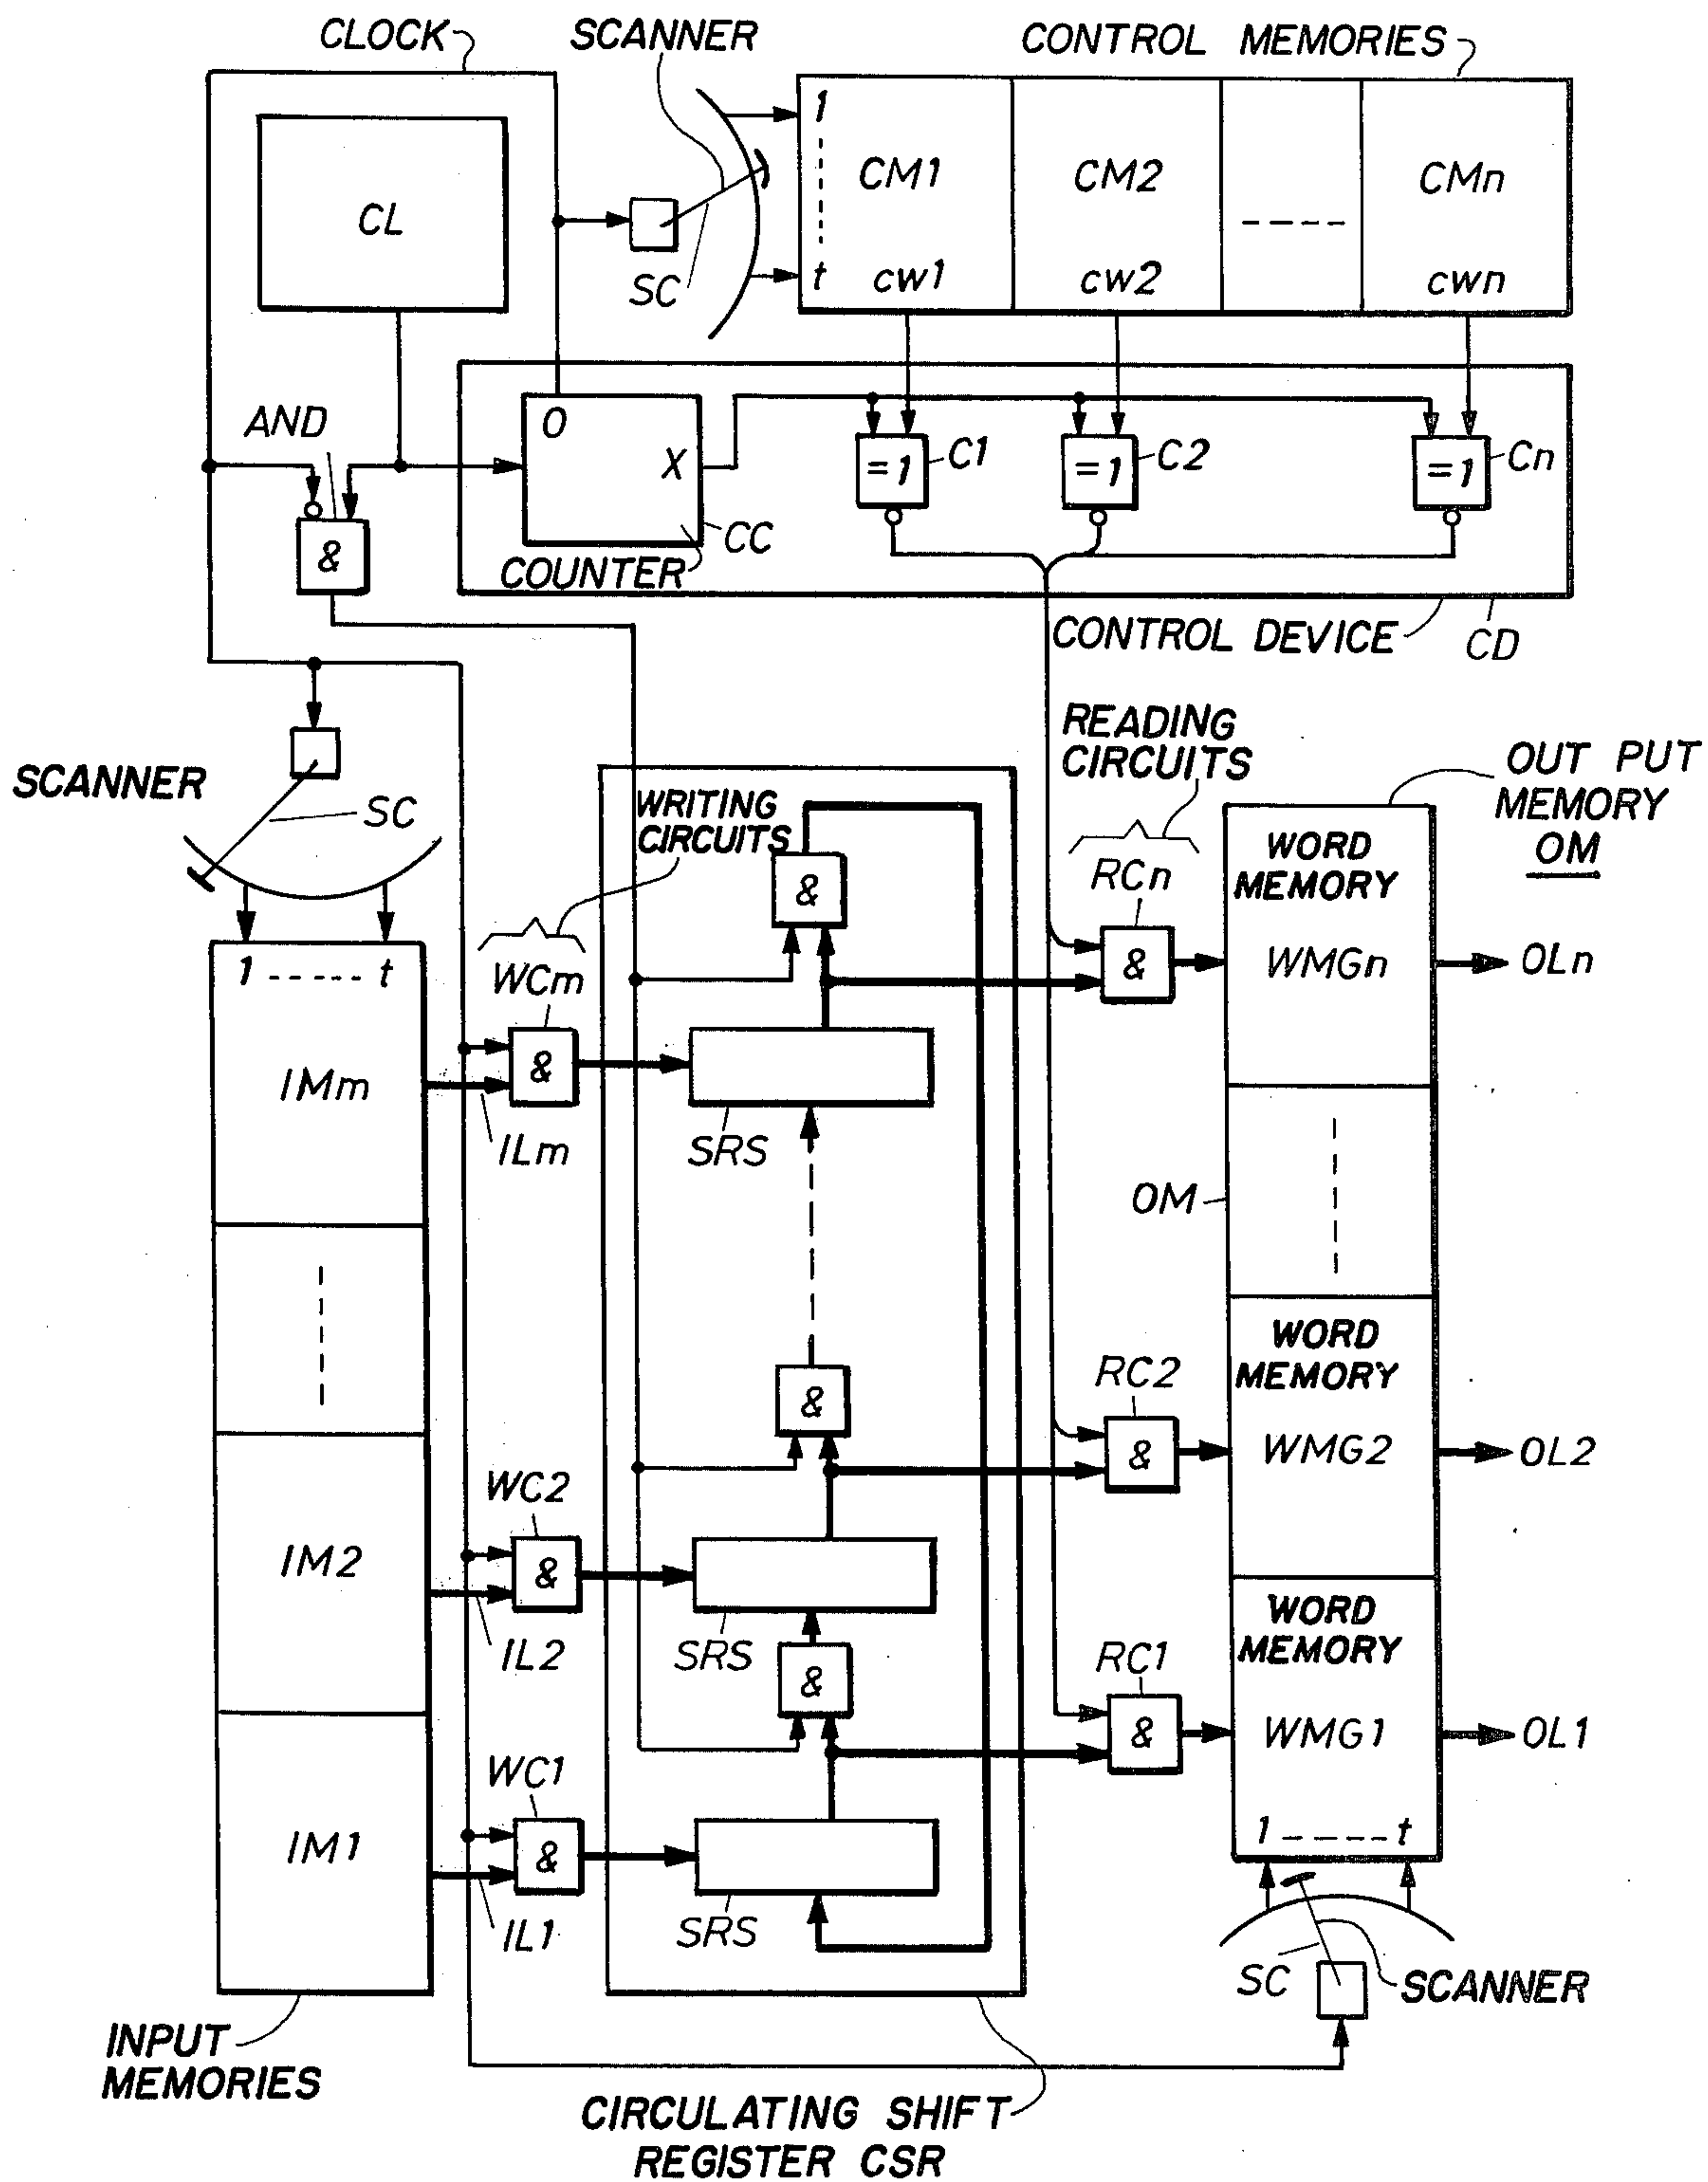 CLOCK
SCANNER
CONTROL MEMORIES
CL
SC
1
t
CM1
CM2
CMn
cw1
cw2
cwn
AND
&
O
X
CC
COUNTER
=1
C1
=1
C2
=1
Cn
CONTROL DEVICE
CD
SCANNER
SC
WRITING
CIRCUITS
READING
CIRCUITS
OUT PUT
MEMORY
OM
&
RCn
&
WORD
MEMORY
WMGn
OLn
1 ----- t
IMm
WCm
&
ILm
SRS
OM
&
WORD
MEMORY
WMG2
RC2
&
OL2
IM2
WC2
&
IL2
SRS
&
WORD
MEMORY
WMG1
RC1
&
OL1
1 ----- t
IM1
WC1
&
IL1
SRS
SC
SCANNER
INPUT
MEMORIES
CIRCULATING SHIFT
REGISTER CSR